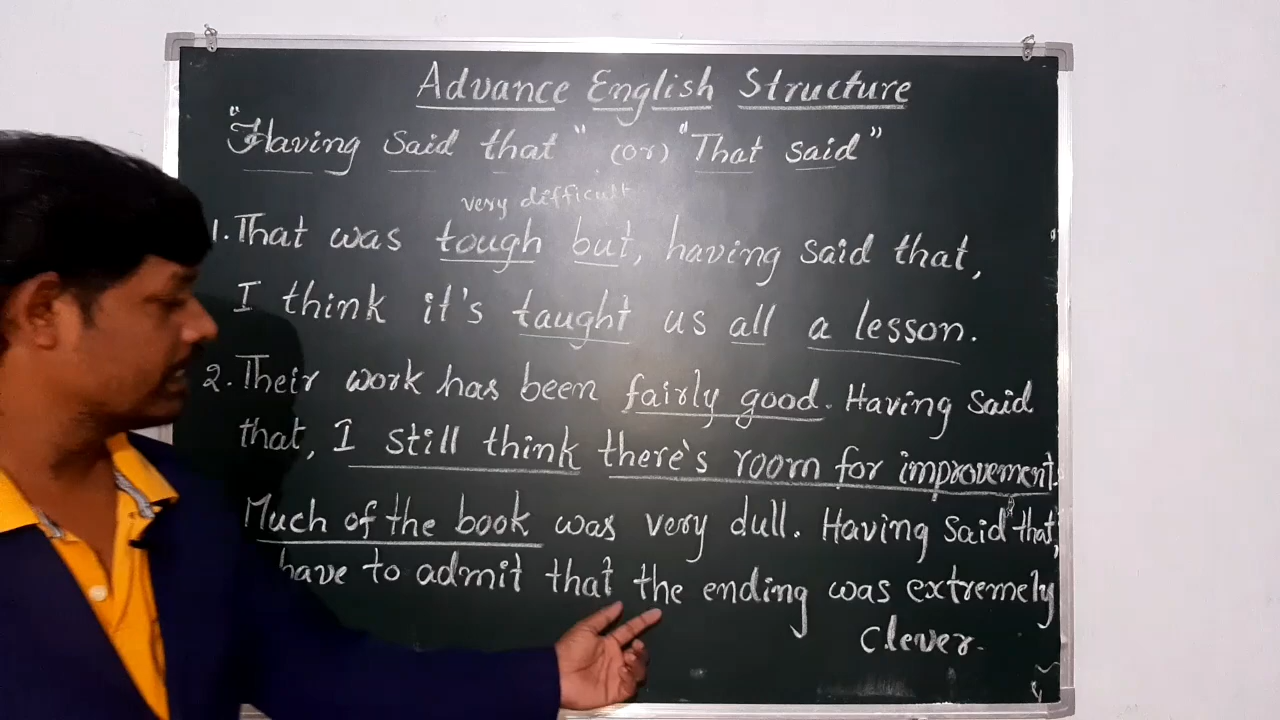 Advance English Structure
"Having Said that" (or) "That said"
very difficult
1. That was tough but, having said that,
I think it's taught us all a lesson.
2. Their work has been fairly good. Having said
that, I still think there's room for improvement.
Much of the book was very dull. Having said that,
have to admit that the ending was extremely
clever.